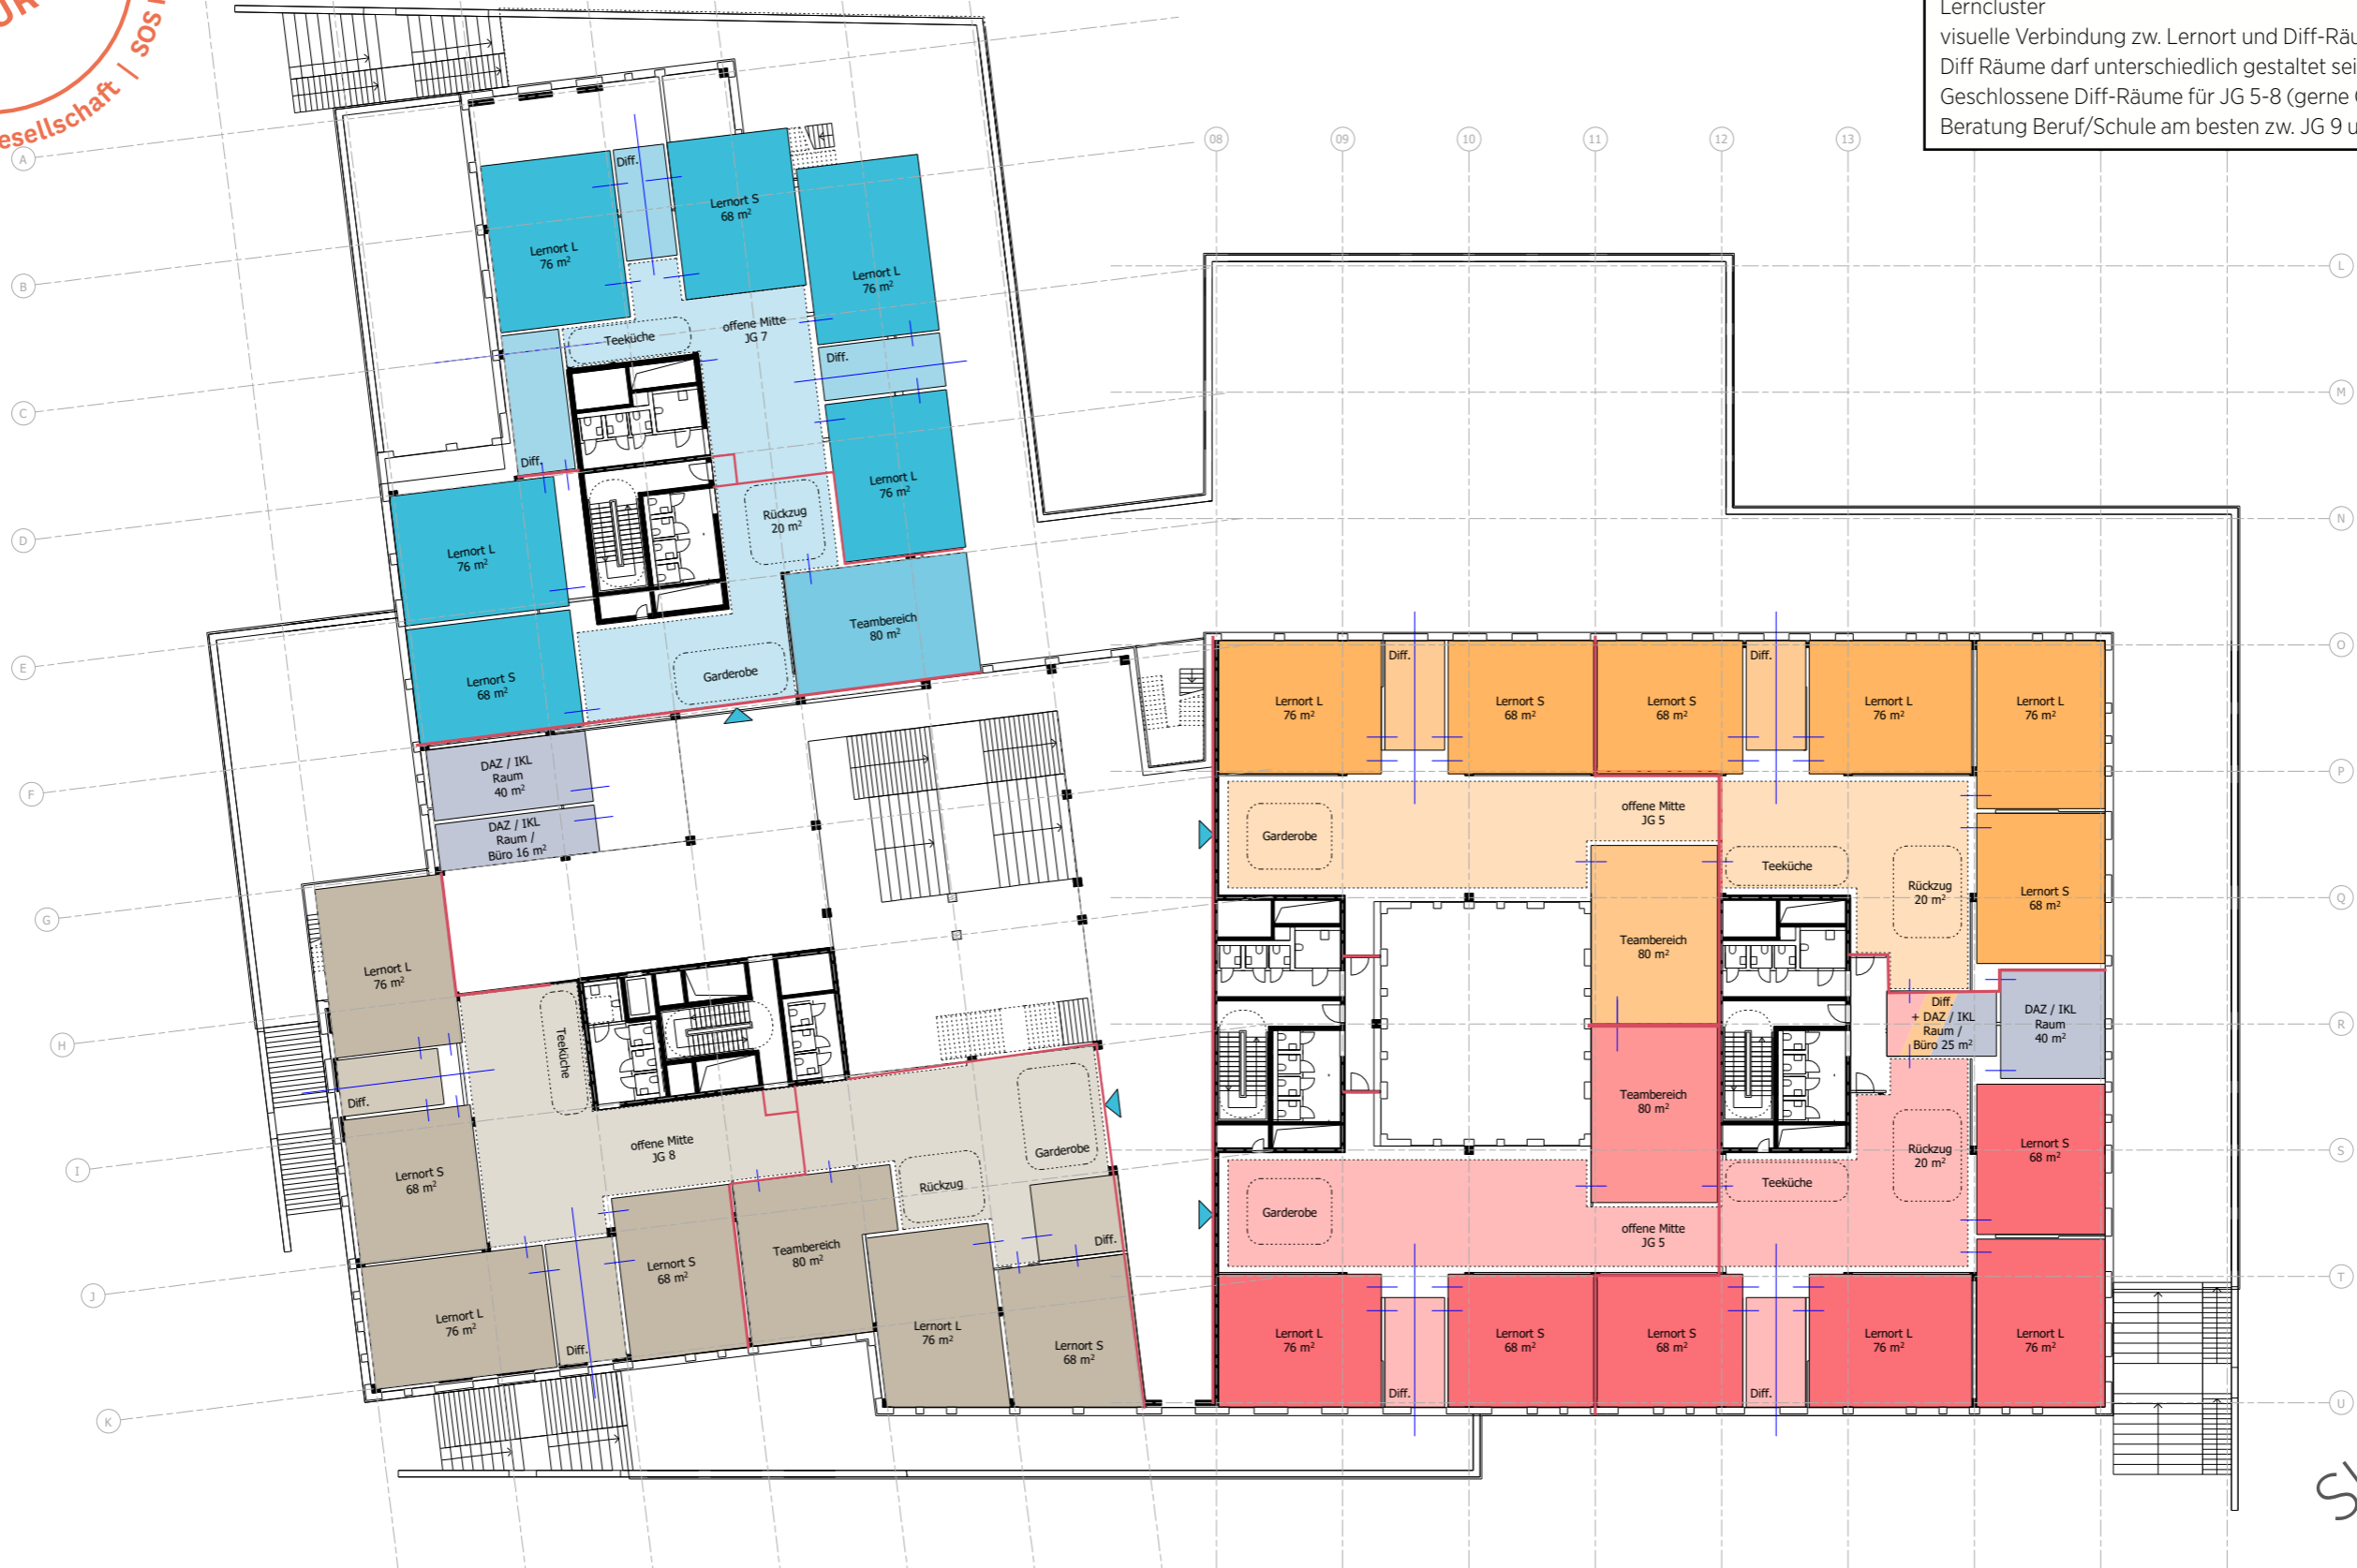 esellschaft | SOS
Lerncluster
visuelle Verbindung zw. Lernort und Diff-Räu
Diff Räume darf unterschiedlich gestaltet sei
Geschlossene Diff-Räume für JG 5-8 (gerne
Beratung Beruf/Schule am besten zw. JG 9 u
08
09
10
11
12
13
A
B
C
D
E
F
G
H
I
J
K
L
M
N
O
P
Q
R
S
T
U
Lernort L
76 m²
Diff.
Lernort S
68 m²
Lernort L
76 m²
Teeküche
offene Mitte
JG 7
Diff.
Diff.
Lernort L
76 m²
Rückzug
20 m²
Lernort L
76 m²
Lernort S
68 m²
Garderobe
Teambereich
80 m²
DAZ / IKL
Raum
40 m²
DAZ / IKL
Raum /
Büro 16 m²
Lernort L
76 m²
Teeküche
Diff.
Lernort S
68 m²
offene Mitte
JG 8
Garderobe
Rückzug
Diff.
Lernort L
76 m²
Diff.
Lernort S
68 m²
Teambereich
80 m²
Lernort L
76 m²
Lernort S
68 m²
Lernort L
76 m²
Diff.
Lernort S
68 m²
Lernort S
68 m²
Diff.
Lernort L
76 m²
Lernort L
76 m²
offene Mitte
JG 5
Garderobe
Teeküche
Rückzug
20 m²
Lernort S
68 m²
Teambereich
80 m²
Diff.
+ DAZ / IKL
Raum /
Büro 25 m²
DAZ / IKL
Raum
40 m²
Teambereich
80 m²
Rückzug
20 m²
Lernort S
68 m²
Teeküche
Garderobe
offene Mitte
JG 5
Lernort L
76 m²
Diff.
Lernort S
68 m²
Lernort S
68 m²
Diff.
Lernort L
76 m²
Lernort L
76 m²